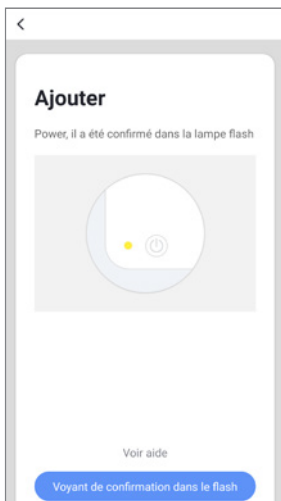 Ajouter
Power, il a été confirmé dans la lampe flash
Voir aide
Voyant de confirmation dans le flash